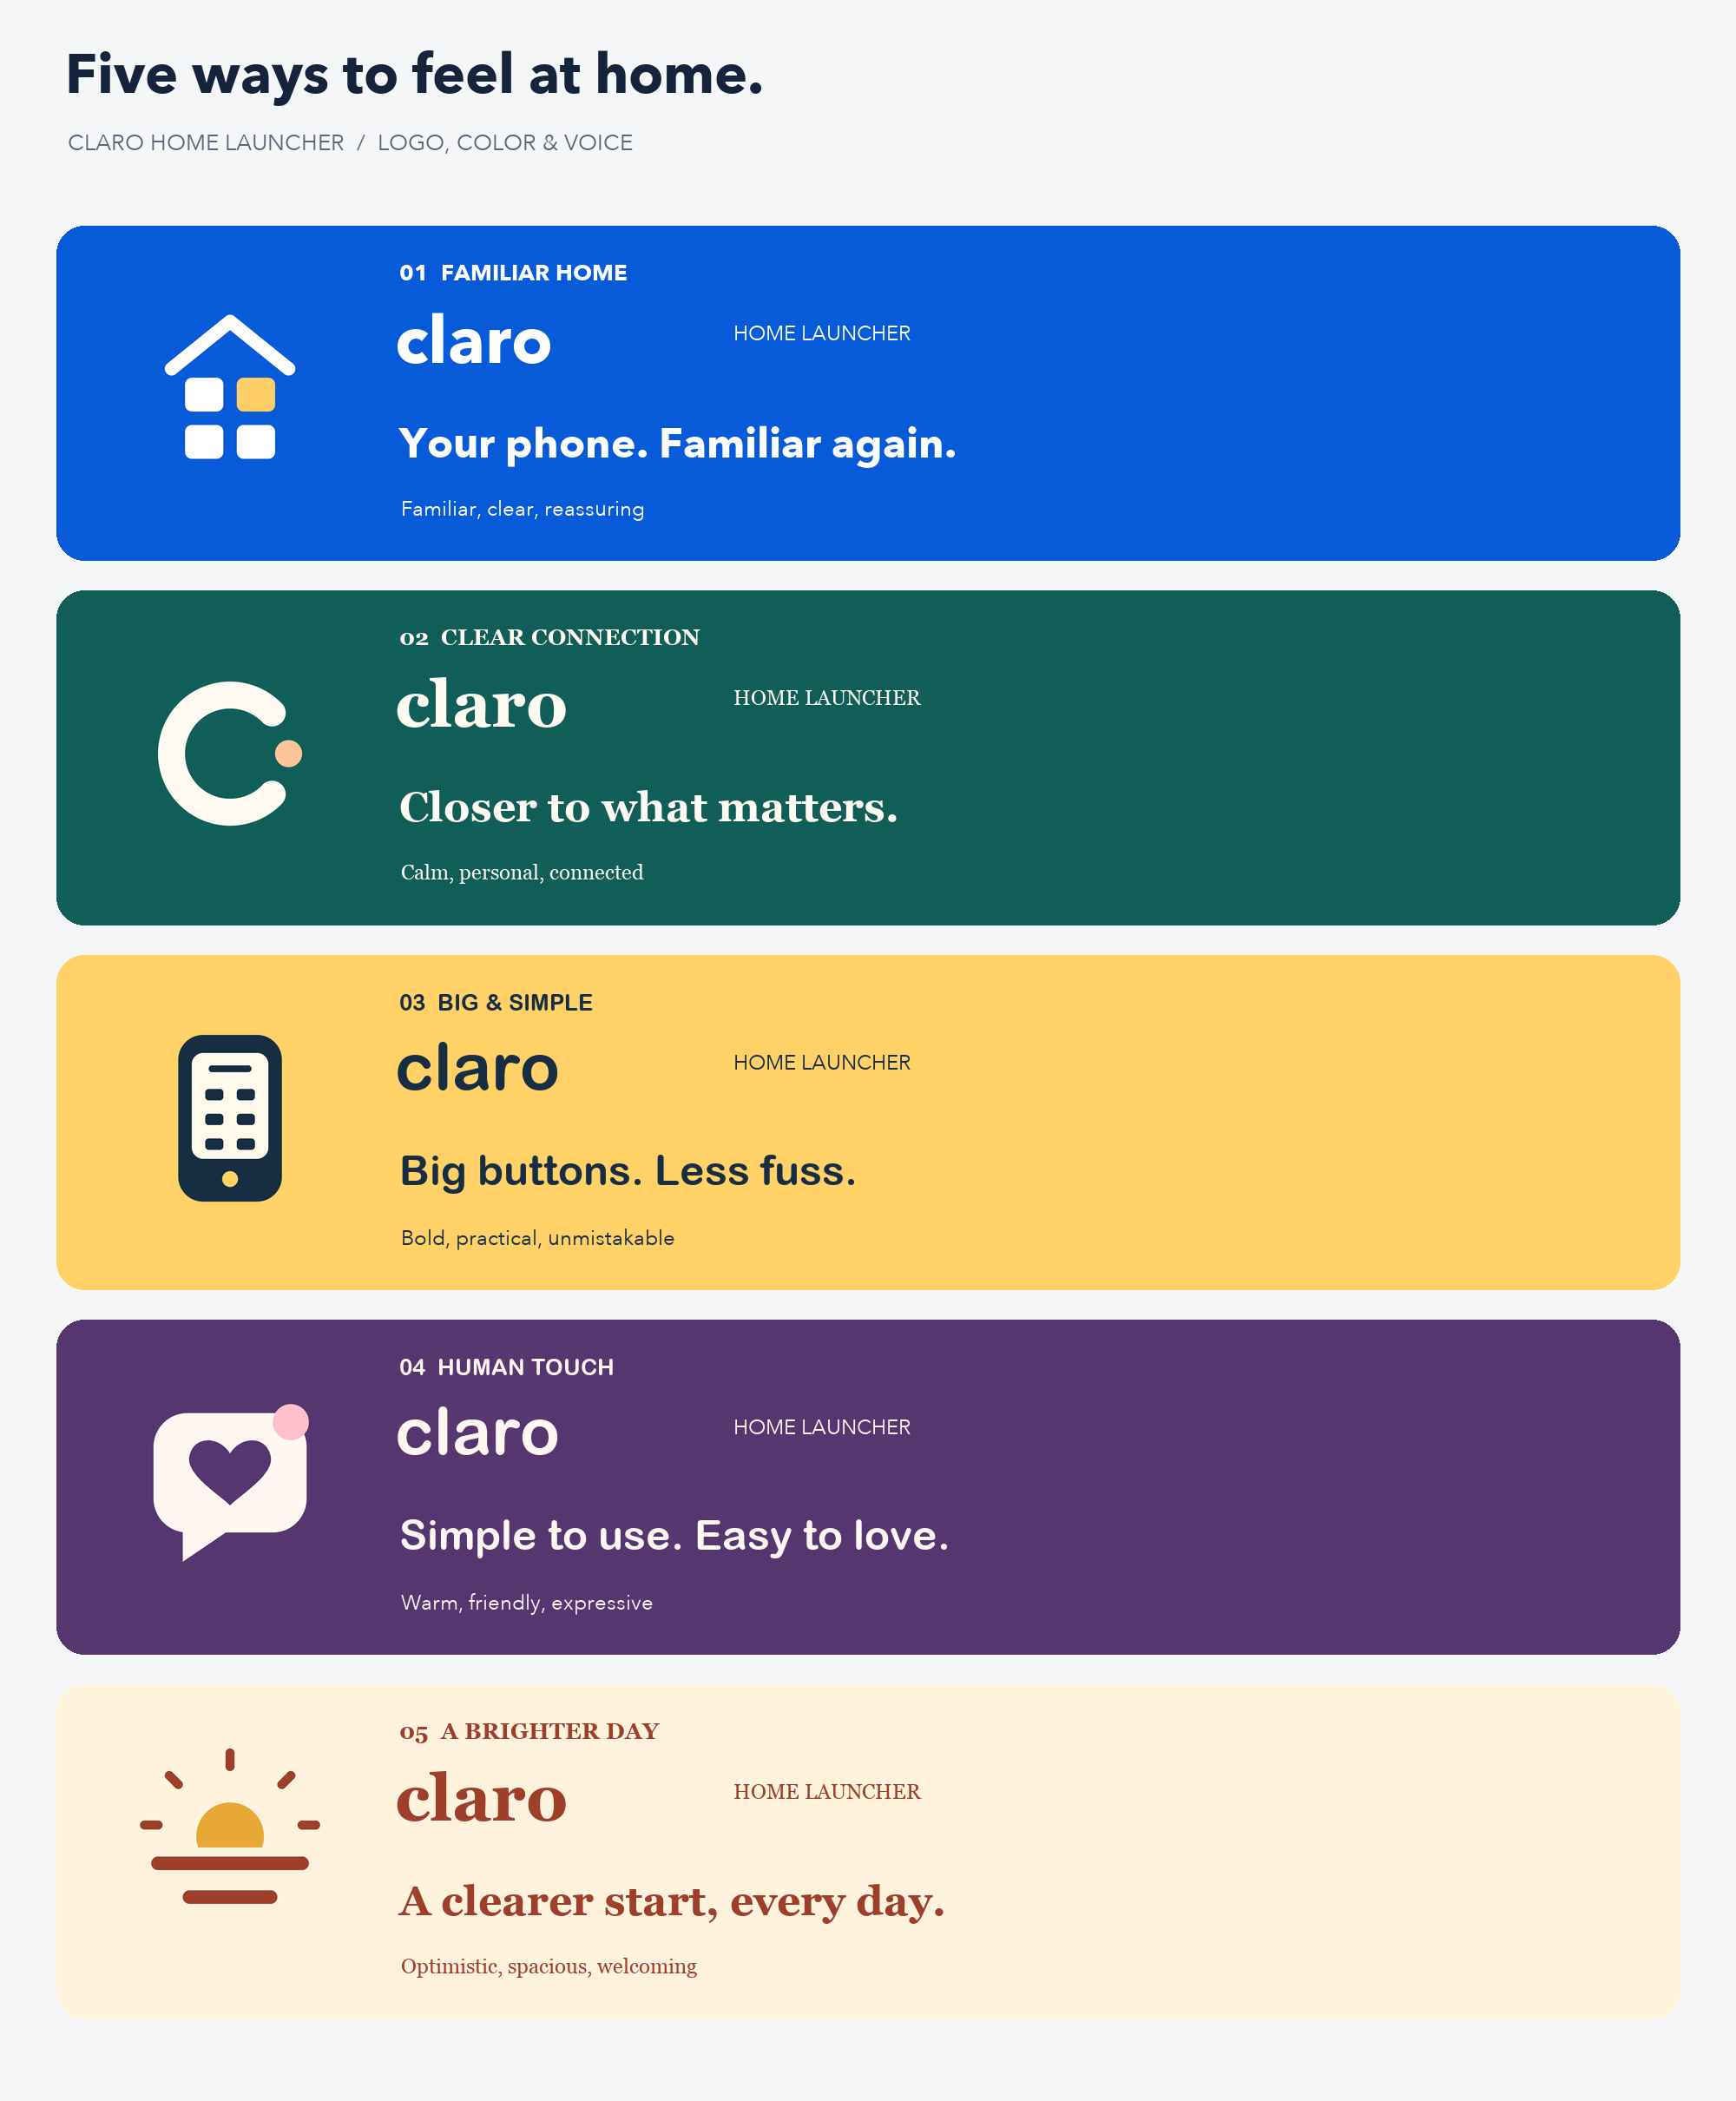 Five ways to feel at home.
CLARO HOME LAUNCHER / LOGO, COLOR & VOICE
01 FAMILIAR HOME
claro HOME LAUNCHER
Your phone. Familiar again.
Familiar, clear, reassuring
02 CLEAR CONNECTION
claro HOME LAUNCHER
Closer to what matters.
Calm, personal, connected
03 BIG & SIMPLE
claro HOME LAUNCHER
Big buttons. Less fuss.
Bold, practical, unmistakable
04 HUMAN TOUCH
claro HOME LAUNCHER
Simple to use. Easy to love.
Warm, friendly, expressive
05 A BRIGHTER DAY
claro HOME LAUNCHER
A clearer start, every day.
Optimistic, spacious, welcoming